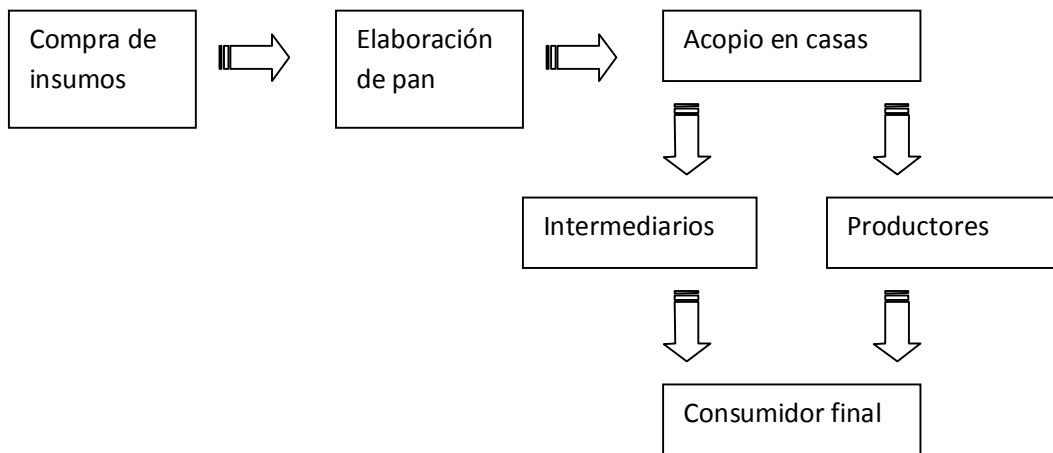 Compra de
insumos
Elaboración
de pan
Acopio en casas
Intermediarios
Productores
Consumidor final